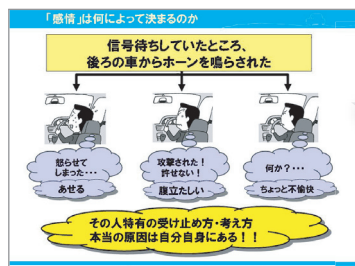 「感情」は何によって決まるのか
信号待ちしていたところ、
後ろの車からホーンを鳴らされた
怒らせて
しまった・・・
あせる
攻撃された！
許せない！
腹立たしい
何か？・・・
ちょっと不愉快
その人特有の受け止め方・考え方
本当の原因は自分自身にある！！